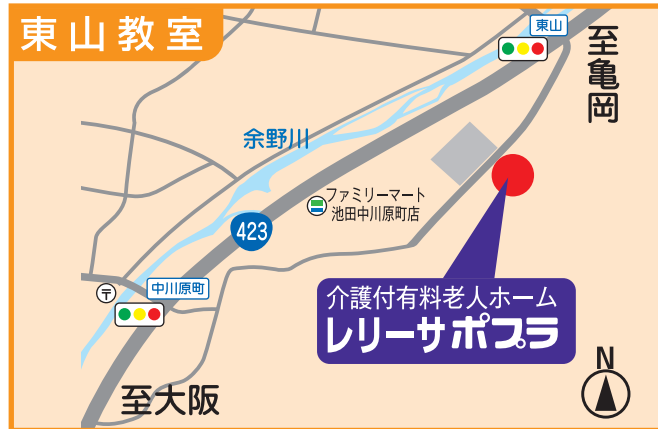 東山教室
東山
至亀岡
余野川
ファミリーマート
池田中川原町店
423
〒
中川原町
介護付有料老人ホーム
レリーサポプラ
至大阪
N